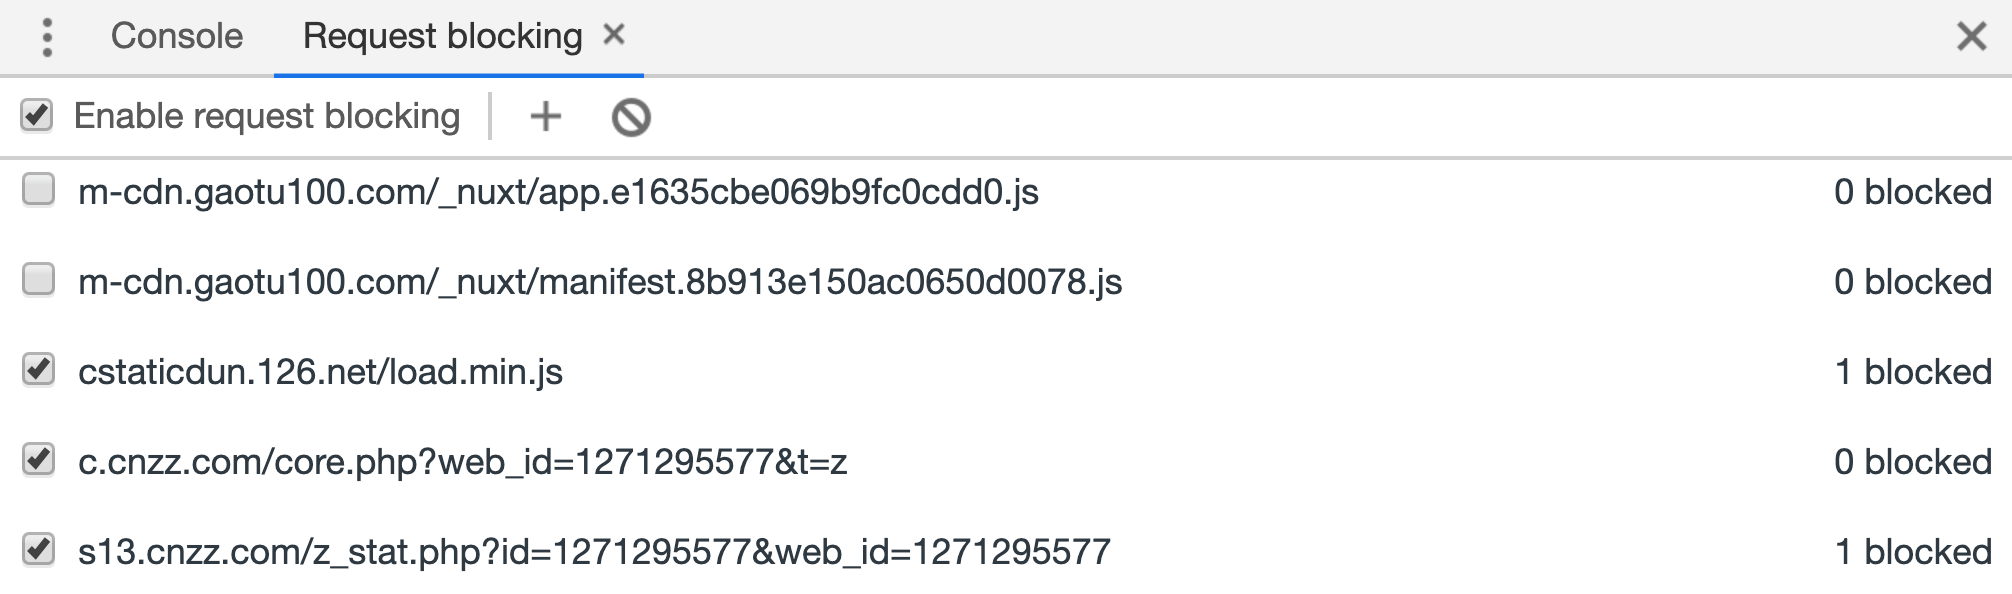 Console Request blocking
Enable request blocking
m-cdn.gaotu100.com/_nuxt/app.e1635cbe069b9fc0cdd0.js 0 blocked
m-cdn.gaotu100.com/_nuxt/manifest.8b913e150ac0650d0078.js 0 blocked
cstaticdun.126.net/load.min.js 1 blocked
c.cnzz.com/core.php?web_id=1271295577&t=z 0 blocked
s13.cnzz.com/z_stat.php?id=1271295577&web_id=1271295577 1 blocked